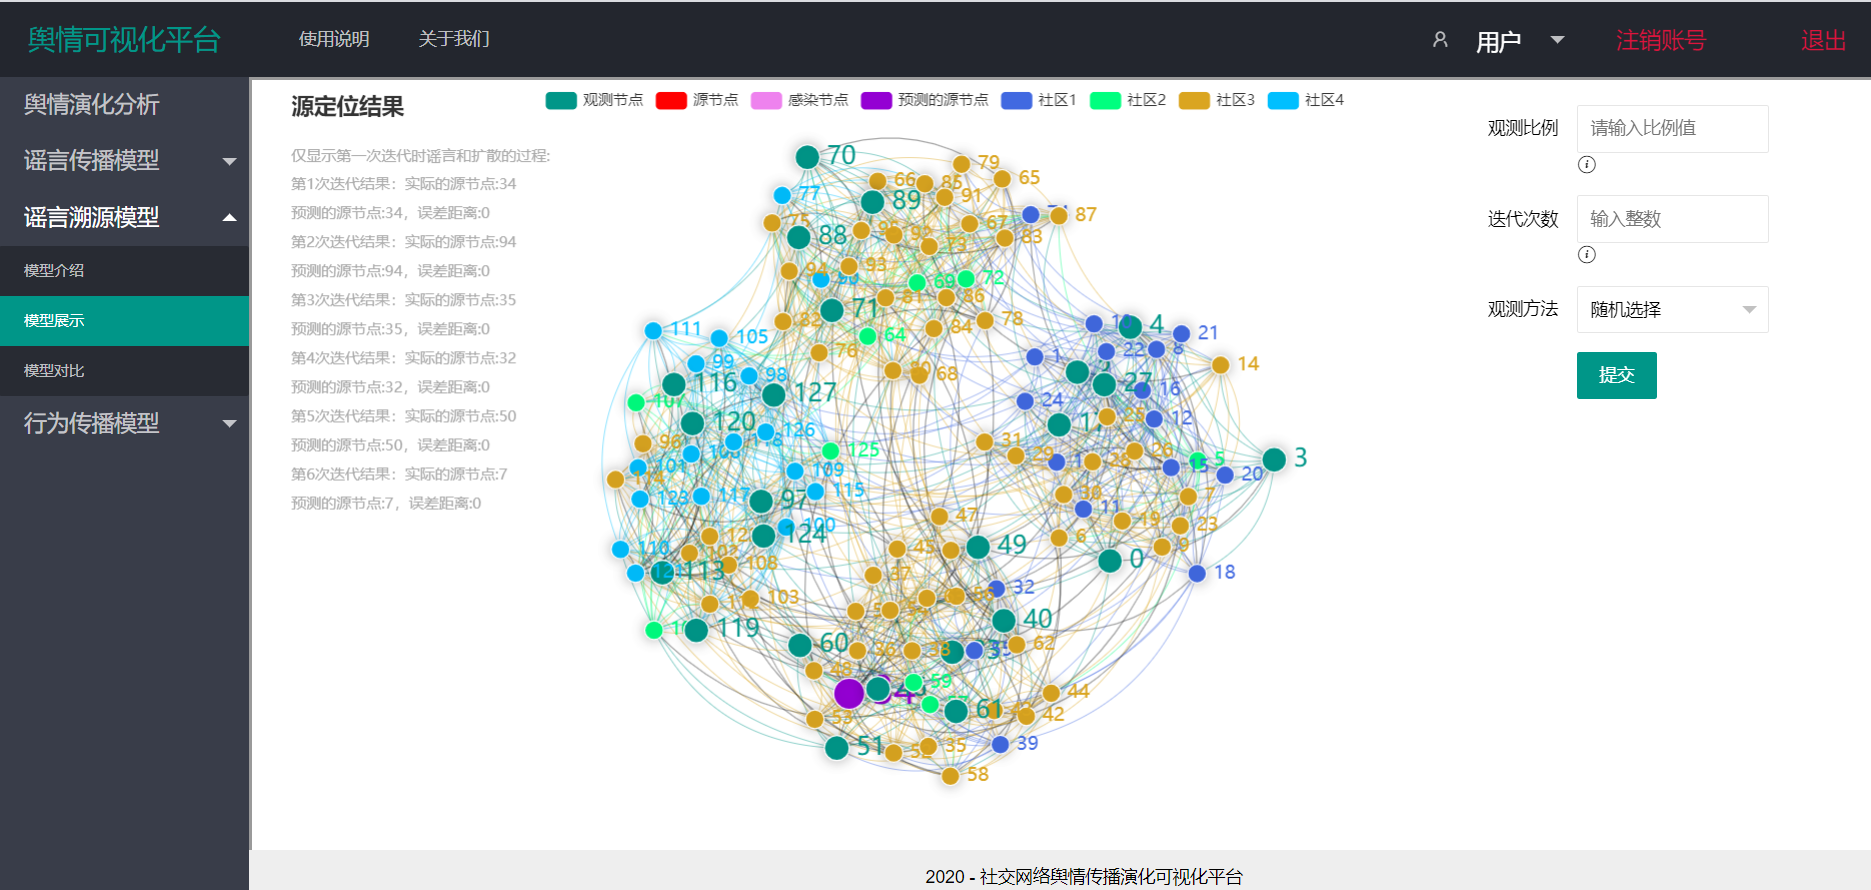 舆情可视化平台
使用说明
关于我们
用户
注销账号
退出
舆情演化分析
谣言传播模型
谣言溯源模型
模型介绍
模型展示
模型对比
行为传播模型
源定位结果
观测节点 源节点 感染节点 预测的源节点 社区1 社区2 社区3 社区4
仅显示第一次迭代时谣言和扩散的过程:
第1次迭代结果：实际的源节点:34
预测的源节点:34，误差距离:0
第2次迭代结果：实际的源节点:94
预测的源节点:94，误差距离:0
第3次迭代结果：实际的源节点:35
预测的源节点:35，误差距离:0
第4次迭代结果：实际的源节点:32
预测的源节点:32，误差距离:0
第5次迭代结果：实际的源节点:50
预测的源节点:50，误差距离:0
第6次迭代结果：实际的源节点:7
预测的源节点:7，误差距离:0
70
79
77
66
85
65
89
91
87
75
88
67
83
73
94
93
69
72
81
86
71
82
84
78
64
76
68
111
105
99
98
116
127
120
126
96
125
101
109
114
123
117
115
97
100
124
110
113
108
103
119
4
21
22
8
1
14
27
16
24
12
25
31
29
26
5
3
15
20
30
7
11
19
23
6
9
0
18
47
45
49
37
32
40
60
36
38
62
48
59
44
61
42
53
51
52
35
39
58
观测比例
请输入比例值
迭代次数
输入整数
观测方法
随机选择
提交
2020 - 社交网络舆情传播演化可视化平台